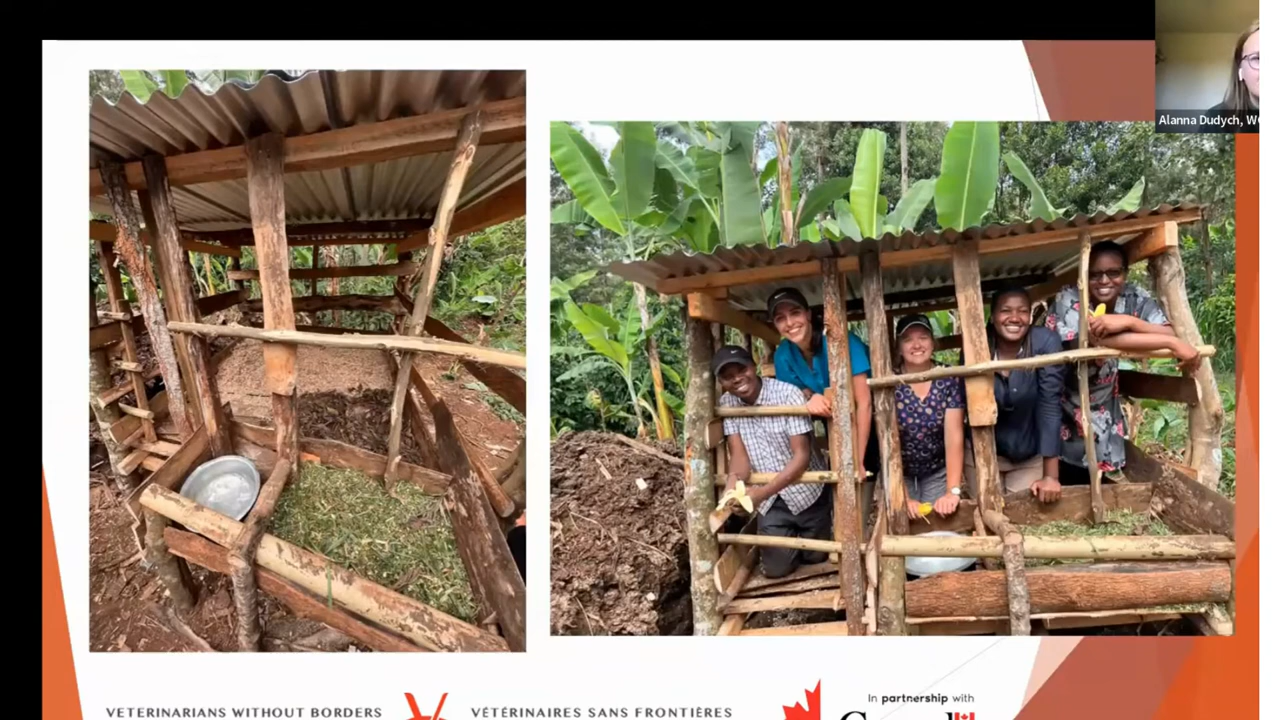 Alanna Dudych,
VETERINARIANS WITHOUT BORDERS
VÉTÉRINAIRES SANS FRONTIÈRES
In partnership with